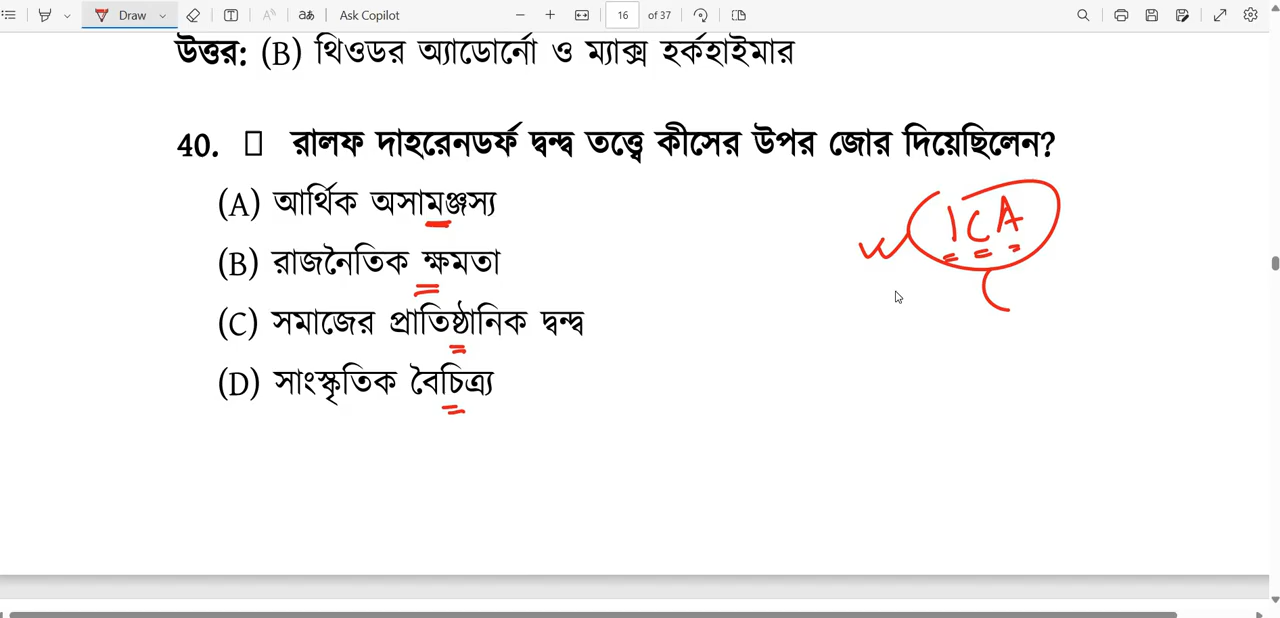 Draw
Ask Copilot
16 of 37
উত্তর: (B) থিওডর অ্যাডোর্নো ও ম্যাক্স হর্কহাইমার
40. রালফ দাহরেনডর্ফ দ্বন্দ্ব তত্ত্বে কীসের উপর জোর দিয়েছিলেন?
(A) আর্থিক অসামঞ্জস্য
(B) রাজনৈতিক ক্ষমতা
(C) সমাজের প্রাতিষ্ঠানিক দ্বন্দ্ব
(D) সাংস্কৃতিক বৈচিত্র্য
ICA